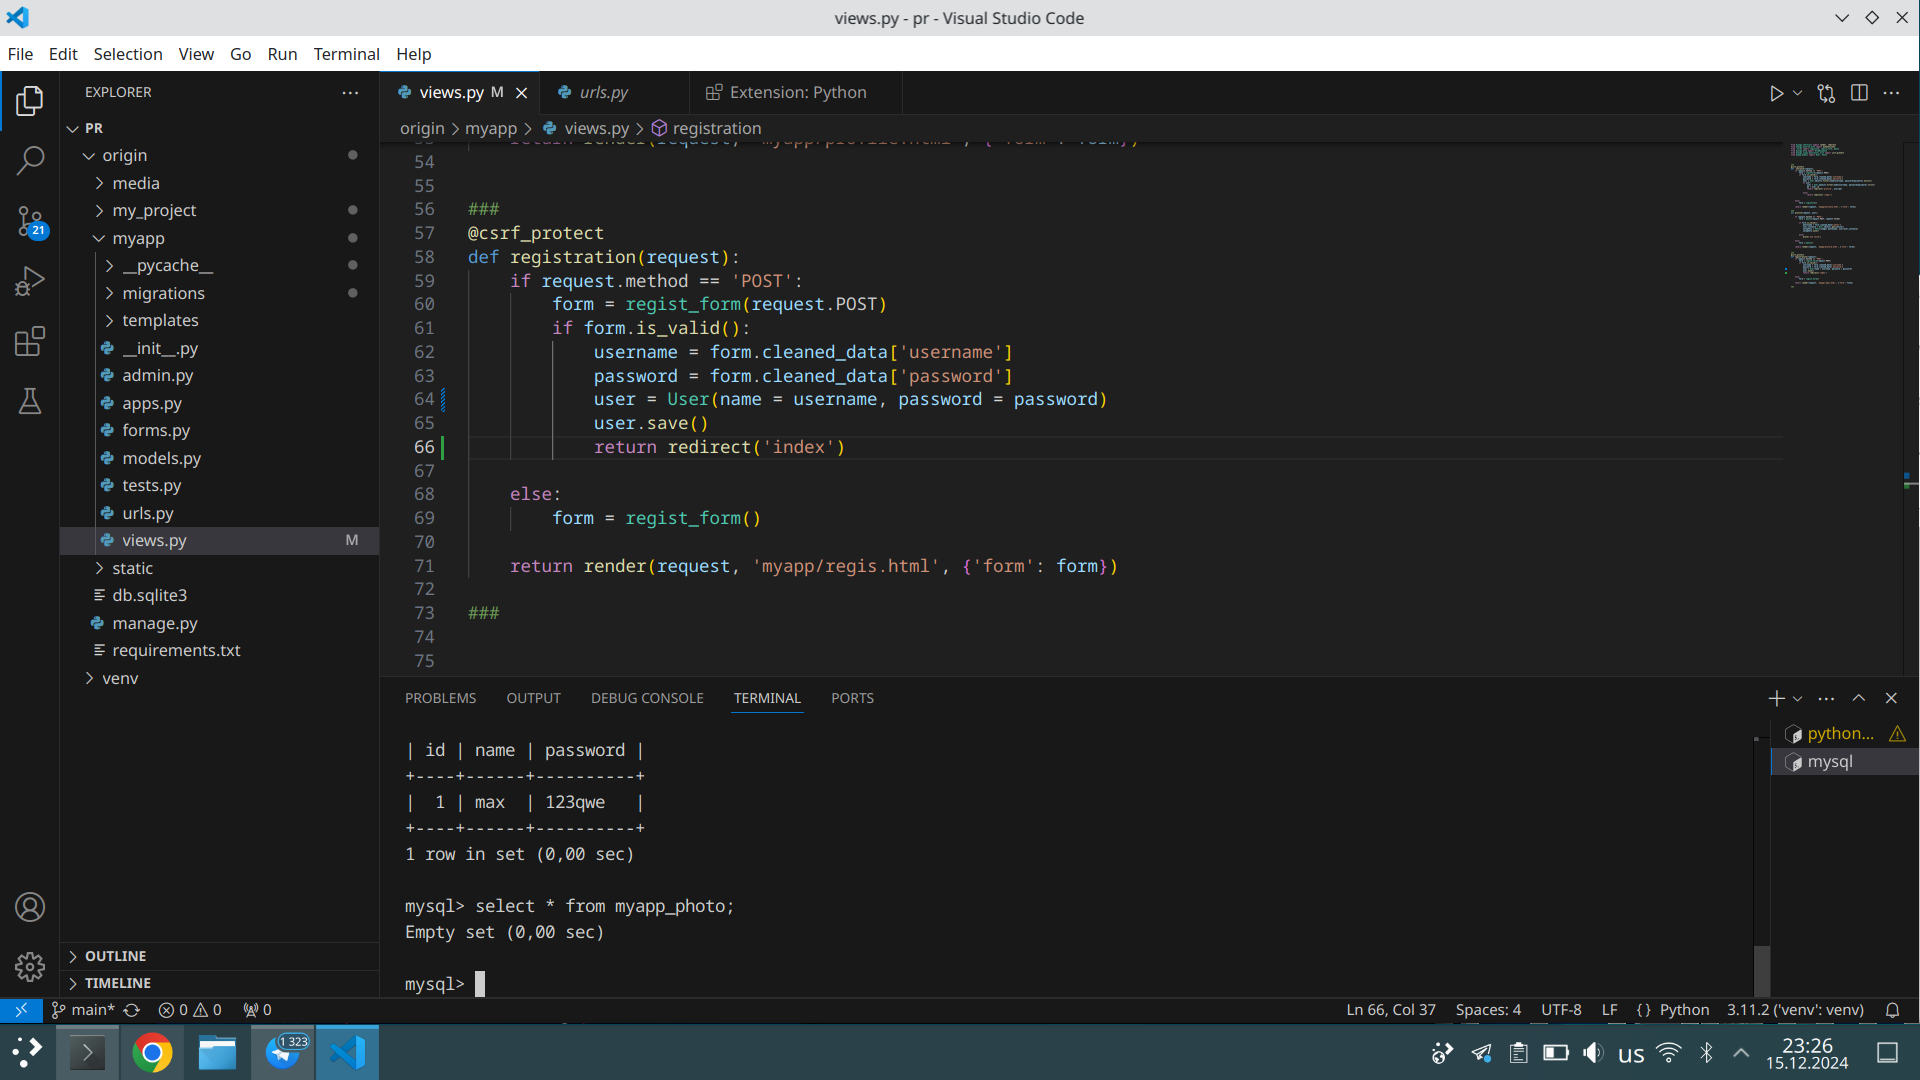 views.py - pr - Visual Studio Code
File Edit Selection View Go Run Terminal Help
EXPLORER
PR
origin
media
my_project
myapp
__pycache__
migrations
templates
__init__.py
admin.py
apps.py
forms.py
models.py
tests.py
urls.py
views.py M
static
db.sqlite3
manage.py
requirements.txt
venv
OUTLINE
TIMELINE
21
views.py M
urls.py
Extension: Python
origin > myapp > views.py > registration
54
55
56 ###
57 @csrf_protect
58 def registration(request):
59 if request.method == 'POST':
60 form = regist_form(request.POST)
61 if form.is_valid():
62 username = form.cleaned_data['username']
63 password = form.cleaned_data['password']
64 user = User(name = username, password = password)
65 user.save()
66 return redirect('index')
67
68 else:
69 form = regist_form()
70
71 return render(request, 'myapp/regis.html', {'form': form})
72
73 ###
74
75
PROBLEMS OUTPUT DEBUG CONSOLE TERMINAL PORTS
| id | name | password |
+----+------+----------+
| 1 | max | 123qwe |
+----+------+----------+
1 row in set (0,00 sec)
mysql> select * from myapp_photo;
Empty set (0,00 sec)
mysql>
python...
mysql
main* 0 0 0
Ln 66, Col 37 Spaces: 4 UTF-8 LF {} Python 3.11.2 ('venv': venv)
1 323
us
23:26
15.12.2024